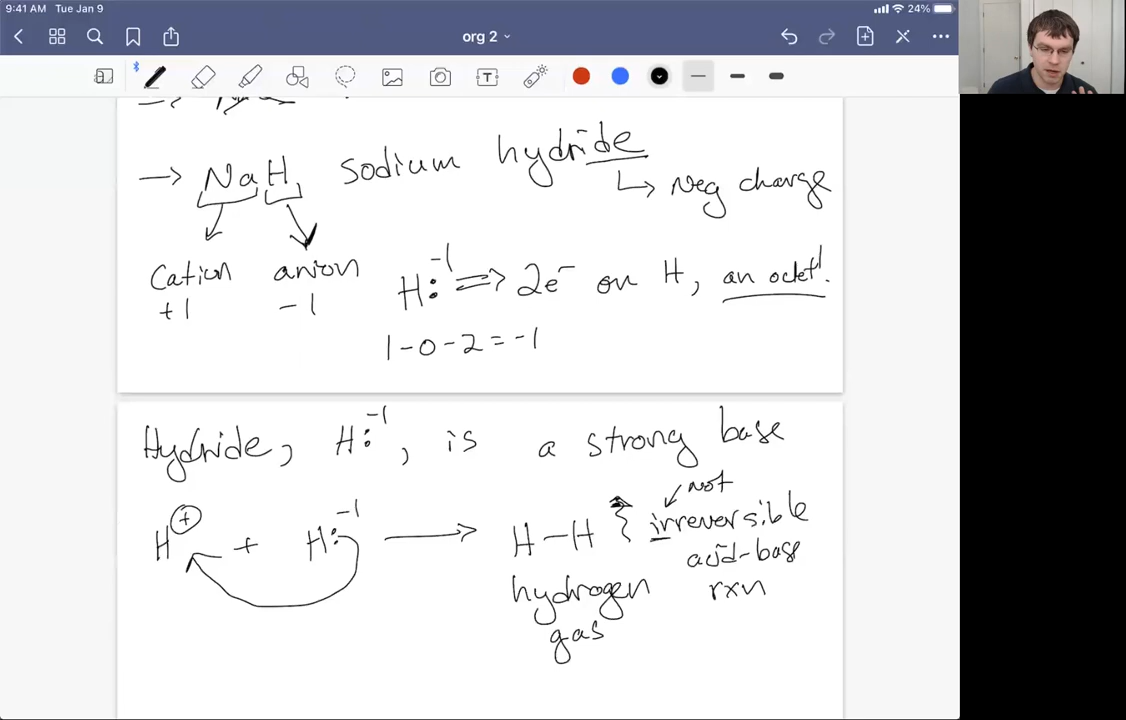 9:41 AM Tue Jan 9
24%
org 2
T
→ NaH sodium hydride
↳ Neg charge
Cation anion
+1 -1
H:⁻¹ ⇒ 2e⁻ on H, an octet!
1-0-2=-1
Hydride, H:⁻¹, is a strong base
not
H⊕ + H:⁻¹ → H-H irreversible
acid-base
hydrogen rxn
gas